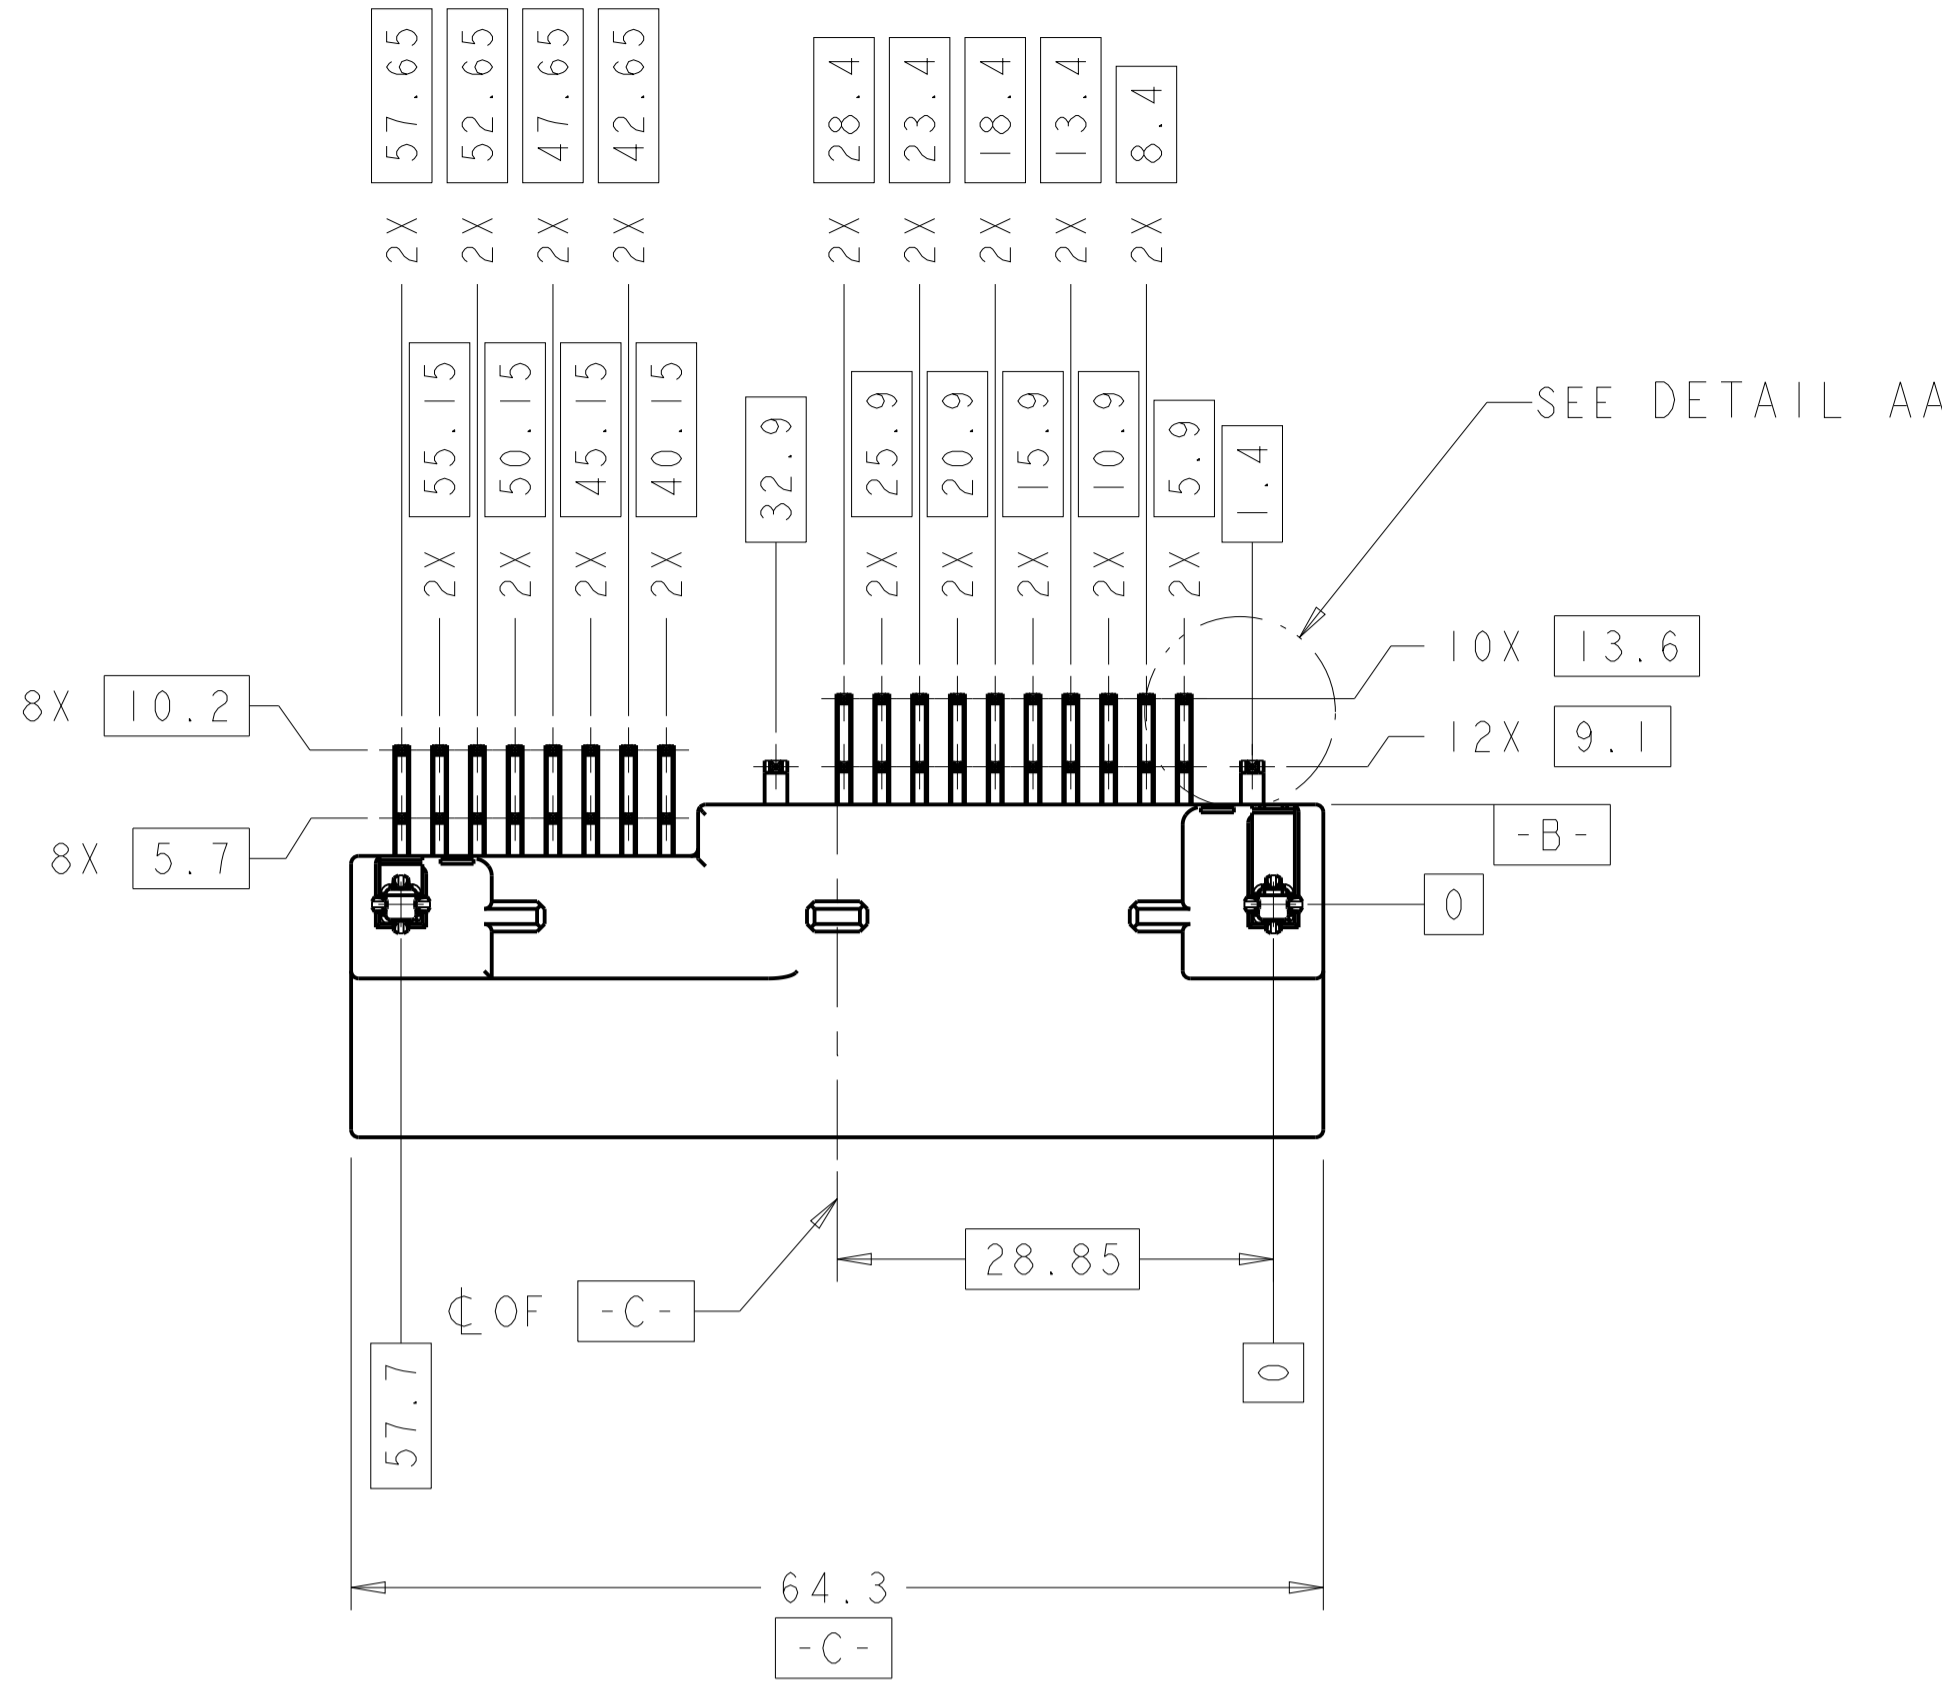 57.65 52.65 47.65 42.65 28.4 23.4 18.4 13.4 8.4
2X 2X 2X 2X 2X 2X 2X 2X 2X
55.15 50.15 45.15 40.15 32.9 25.9 20.9 15.9 10.9 5.9 1.4
SEE DETAIL AA
2X 2X 2X 2X 2X 2X 2X 2X 2X
10X 13.6
8X 10.2
12X 9.1
-B-
8X 5.7
0
28.85
℄ OF -C-
57.7
0
64.3
-C-